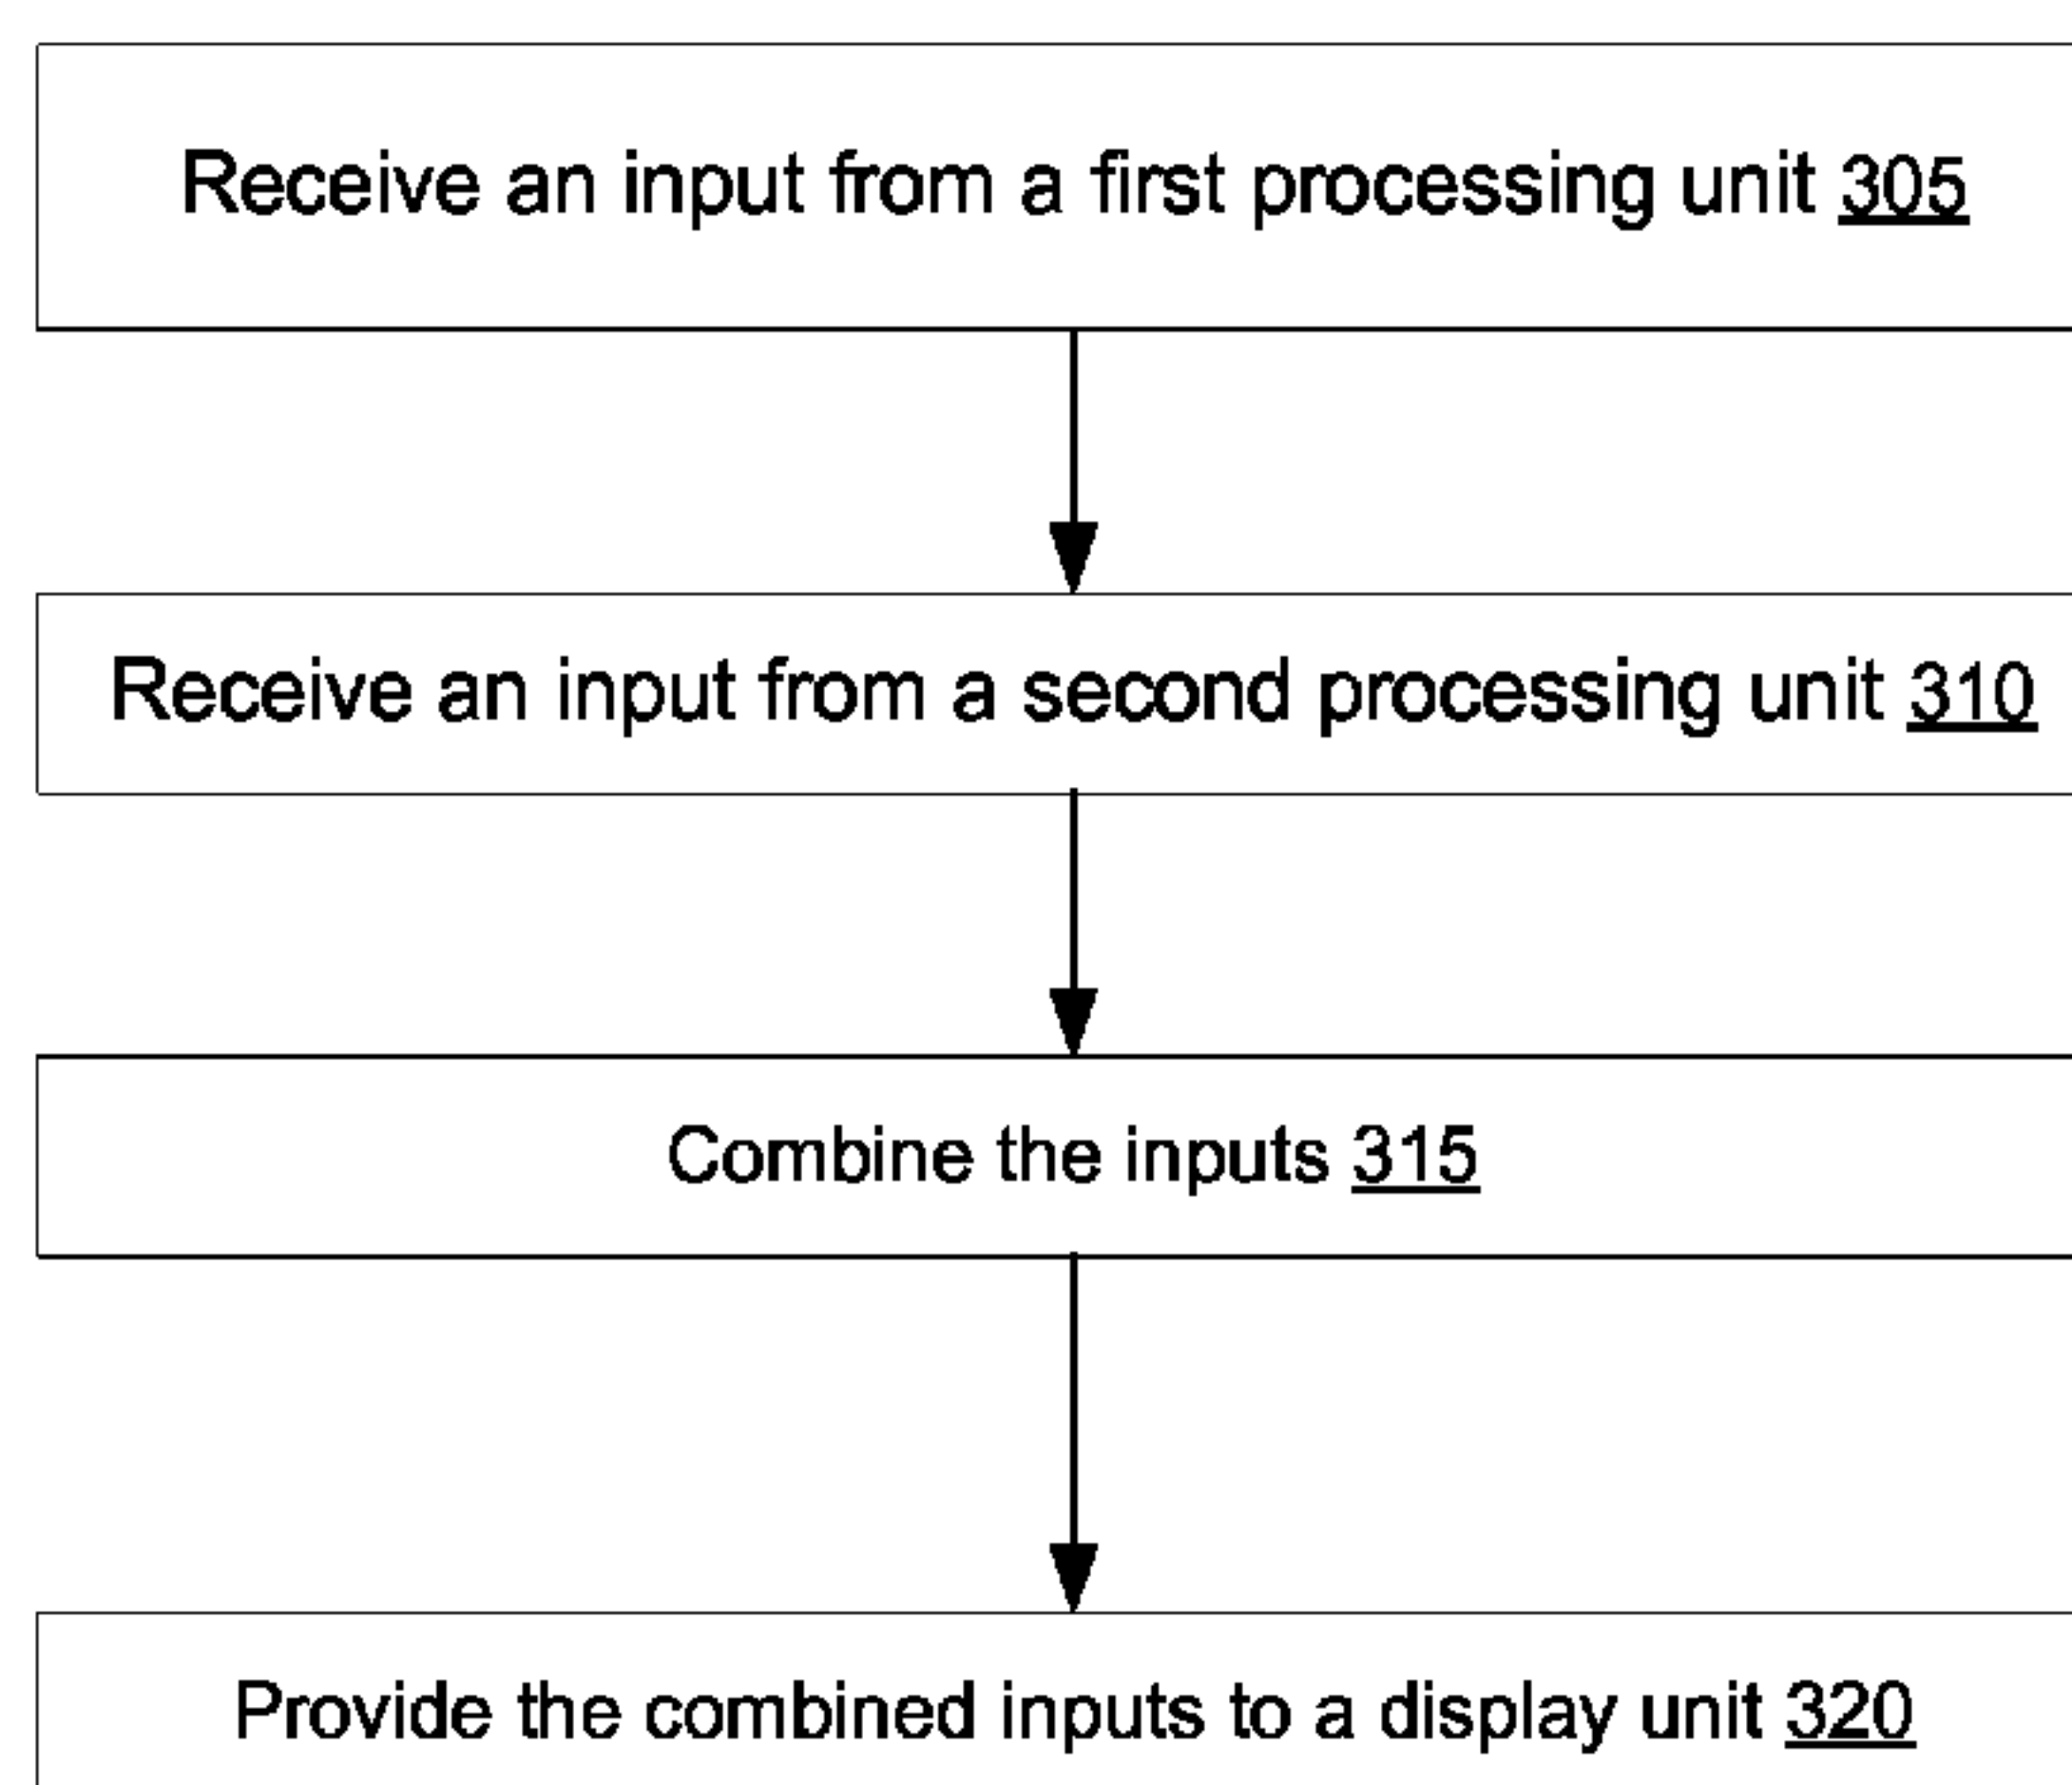 Receive an input from a first processing unit 305
Receive an input from a second processing unit 310
Combine the inputs 315
Provide the combined inputs to a display unit 320